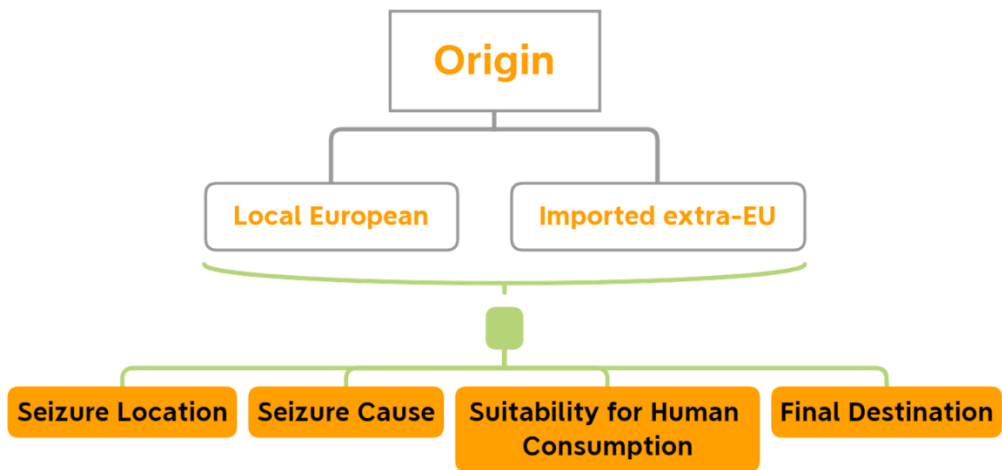 Origin
Local European
Imported extra-EU
Seizure Location
Seizure Cause
Suitability for Human
Consumption
Final Destination